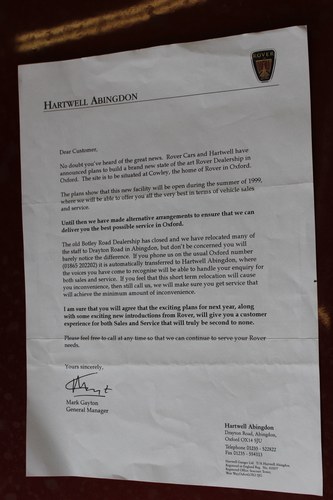 ROVER
HARTWELL ABINGDON
Dear Customer,
No doubt you've heard of the great news. Rover Cars and Hartwell have
announced plans to build a brand new state of the art Rover Dealership in
Oxford. The site is to be situated at Cowley, the home of Rover in Oxford.
The plans show that this new facility will be open during the summer of 1999,
where we will be able to offer you all the very best in terms of vehicle sales
and service.
Until then we have made alternative arrangements to ensure that we can
deliver you the best possible service in Oxford.
The old Botley Road Dealership has closed and we have relocated many of
the staff to Drayton Road in Abingdon, but don't be concerned you will
barely notice the difference. If you phone us on the usual Oxford number
it is automatically transferred to Hartwell Abingdon, where
the voices you have come to recognise will be able to handle your enquiry for
both sales and service. If you feel that this short term relocation will cause
you inconvenience, then still call us, we will make sure you get service that
will achieve the minimum amount of inconvenience.
I am sure that you will agree that the exciting plans for next year, along
with some exciting new introductions from Rover, will give you a customer
experience for both Sales and Service that will truly be second to none.
Please feel free to call at any time so that we can continue to serve your Rover
needs.
Yours sincerely,
Mark Gayton
General Manager
Hartwell Abingdon
Drayton Road, Abingdon,
Oxford OX14 5JU
Telephone 01235 - 522822
Fax 01235 -